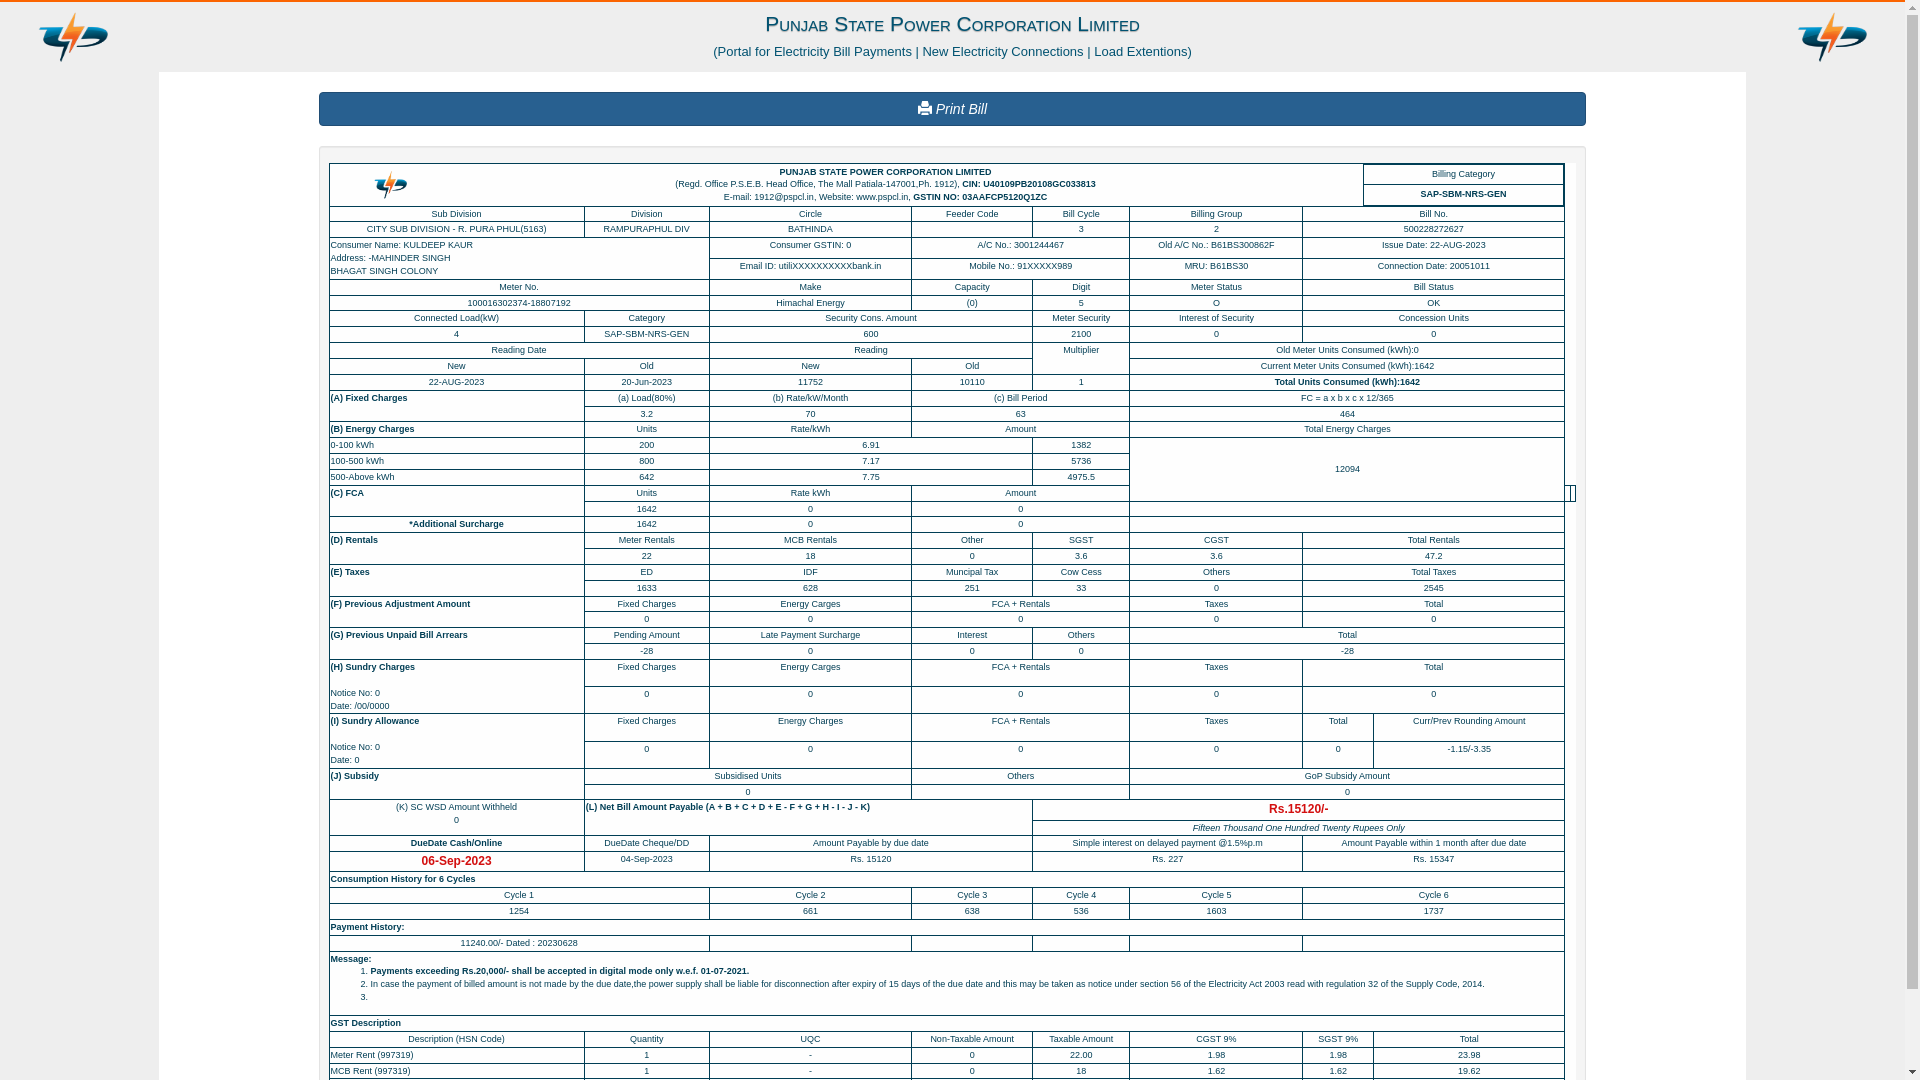 Punjab State Power Corporation Limited
(Portal for Electricity Bill Payments | New Electricity Connections | Load Extentions)
Print Bill
PUNJAB STATE POWER CORPORATION LIMITED
(Regd. Office P.S.E.B. Head Office, The Mall Patiala-147001,Ph. 1912), CIN: U40109PB20108GC033813
E-mail: 1912@pspcl.in, Website: www.pspcl.in, GSTIN NO: 03AAFCP5120Q1ZC
Billing Category
SAP-SBM-NRS-GEN
Sub Division Division Circle Feeder Code Bill Cycle Billing Group Bill No.
CITY SUB DIVISION - R. PURA PHUL(5163) RAMPURAPHUL DIV BATHINDA 3 2 500228272627
Consumer Name: KULDEEP KAUR Consumer GSTIN: 0 A/C No.: 3001244467 Old A/C No.: B61BS300862F Issue Date: 22-AUG-2023
Address: -MAHINDER SINGH
BHAGAT SINGH COLONY Email ID: utiliXXXXXXXXXXbank.in Mobile No.: 91XXXXX989 MRU: B61BS30 Connection Date: 20051011
Meter No. Make Capacity Digit Meter Status Bill Status
100016302374-18807192 Himachal Energy (0) 5 O OK
Connected Load(kW) Category Security Cons. Amount Meter Security Interest of Security Concession Units
4 SAP-SBM-NRS-GEN 600 2100 0 0
Reading Date Reading Multiplier Old Meter Units Consumed (kWh):0
New Old New Old Current Meter Units Consumed (kWh):1642
22-AUG-2023 20-Jun-2023 11752 10110 1 Total Units Consumed (kWh):1642
(A) Fixed Charges (a) Load(80%) (b) Rate/kW/Month (c) Bill Period FC = a x b x c x 12/365
3.2 70 63 464
(B) Energy Charges Units Rate/kWh Amount Total Energy Charges
0-100 kWh 200 6.91 1382
100-500 kWh 800 7.17 5736
12094
500-Above kWh 642 7.75 4975.5
(C) FCA Units Rate kWh Amount
1642 0 0
*Additional Surcharge 1642 0 0
(D) Rentals Meter Rentals MCB Rentals Other SGST CGST Total Rentals
22 18 0 3.6 3.6 47.2
(E) Taxes ED IDF Muncipal Tax Cow Cess Others Total Taxes
1633 628 251 33 0 2545
(F) Previous Adjustment Amount Fixed Charges Energy Carges FCA + Rentals Taxes Total
0 0 0 0 0
(G) Previous Unpaid Bill Arrears Pending Amount Late Payment Surcharge Interest Others Total
-28 0 0 0 -28
(H) Sundry Charges Fixed Charges Energy Carges FCA + Rentals Taxes Total
Notice No: 0 0 0 0 0 0
Date: /00/0000
(I) Sundry Allowance Fixed Charges Energy Charges FCA + Rentals Taxes Total Curr/Prev Rounding Amount
Notice No: 0 0 0 0 0 0 -1.15/-3.35
Date: 0
(J) Subsidy Subsidised Units Others GoP Subsidy Amount
0 0
(K) SC WSD Amount Withheld (L) Net Bill Amount Payable (A + B + C + D + E - F + G + H - I - J - K) Rs.15120/-
0
Fifteen Thousand One Hundred Twenty Rupees Only
DueDate Cash/Online DueDate Cheque/DD Amount Payable by due date Simple interest on delayed payment @1.5%p.m Amount Payable within 1 month after due date
06-Sep-2023 04-Sep-2023 Rs. 15120 Rs. 227 Rs. 15347
Consumption History for 6 Cycles
Cycle 1 Cycle 2 Cycle 3 Cycle 4 Cycle 5 Cycle 6
1254 661 638 536 1603 1737
Payment History:
11240.00/- Dated : 20230628
Message:
1. Payments exceeding Rs.20,000/- shall be accepted in digital mode only w.e.f. 01-07-2021.
2. In case the payment of billed amount is not made by the due date,the power supply shall be liable for disconnection after expiry of 15 days of the due date and this may be taken as notice under section 56 of the Electricity Act 2003 read with regulation 32 of the Supply Code, 2014.
3.
GST Description
Description (HSN Code) Quantity UQC Non-Taxable Amount Taxable Amount CGST 9% SGST 9% Total
Meter Rent (997319) 1 - 0 22.00 1.98 1.98 23.98
MCB Rent (997319) 1 - 0 18 1.62 1.62 19.62